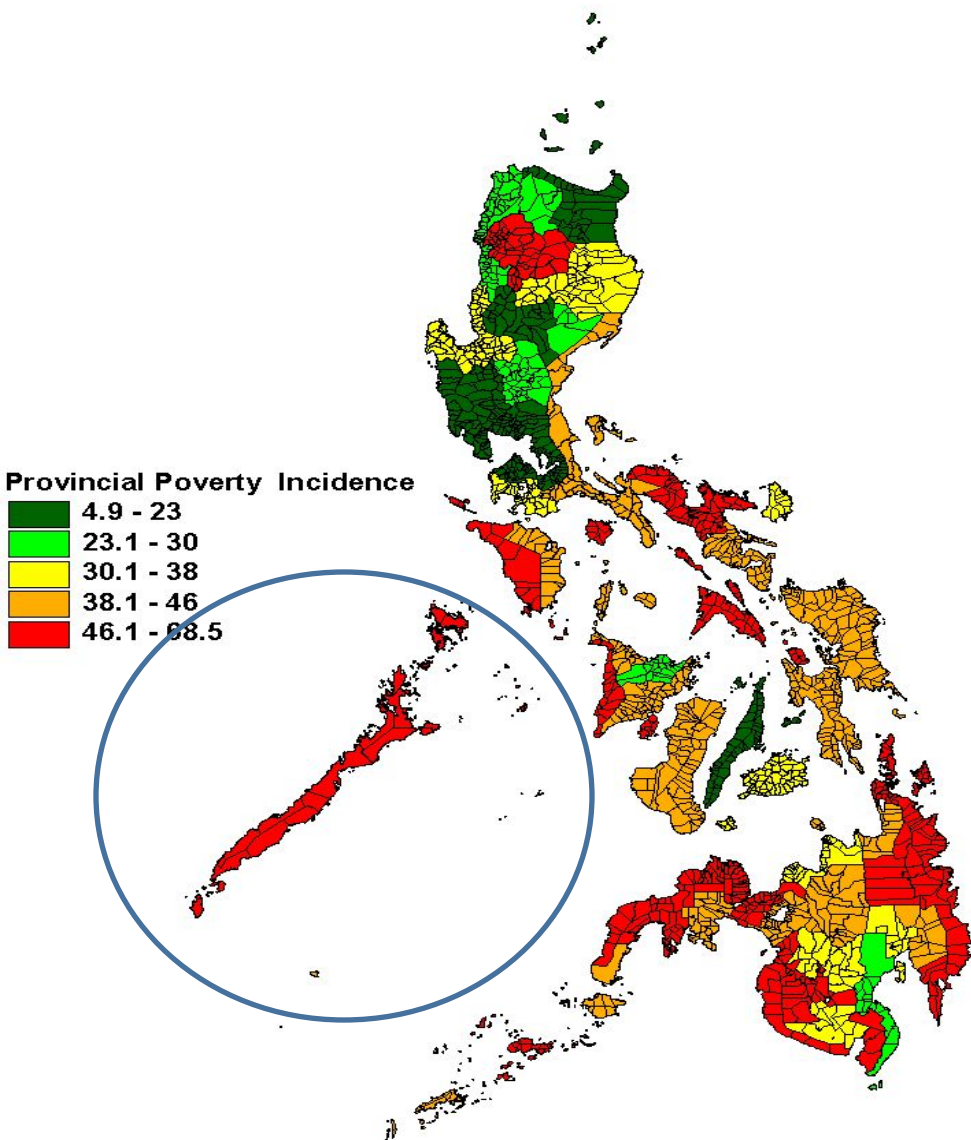 Provincial Poverty Incidence
4.9 - 23
23.1 - 30
30.1 - 38
38.1 - 46
46.1 - 68.5